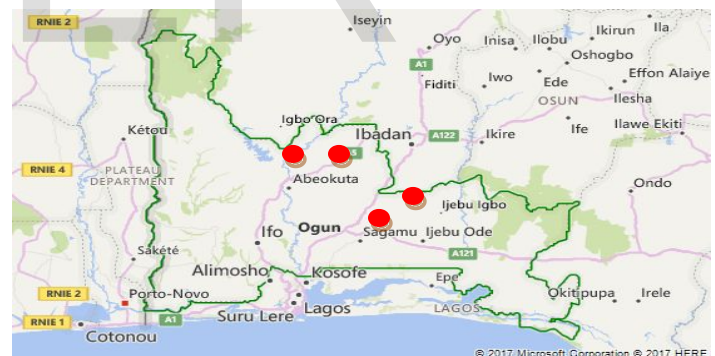 RNIE 2
Iseyin
Ikirun
Ila
Oyo
Inisa
Ilobu
Oshogbo
A1
Fiditi
Iwo
Ede
Effon Alaiye
OSUN
Ilesha
Igbo Ora
Ibadan
A122
Ikire
Ife
Ilawe Ekiti
Kétou
RNIE 4
PLATEAU
DEPARTMENT
Abeokuta
Ondo
Ijebu Igbo
Ifo
Ogun
Sagamu
Ijebu Ode
A121
Sakété
Alimosho
Kosofe
Epe
RNIE 2
Porto-Novo
Suru Lere
Lagos
LAGOS
Okitipupa
Irele
RNIE 1
A1
Cotonou
© 2017 Microsoft Corporation © 2017 HERE